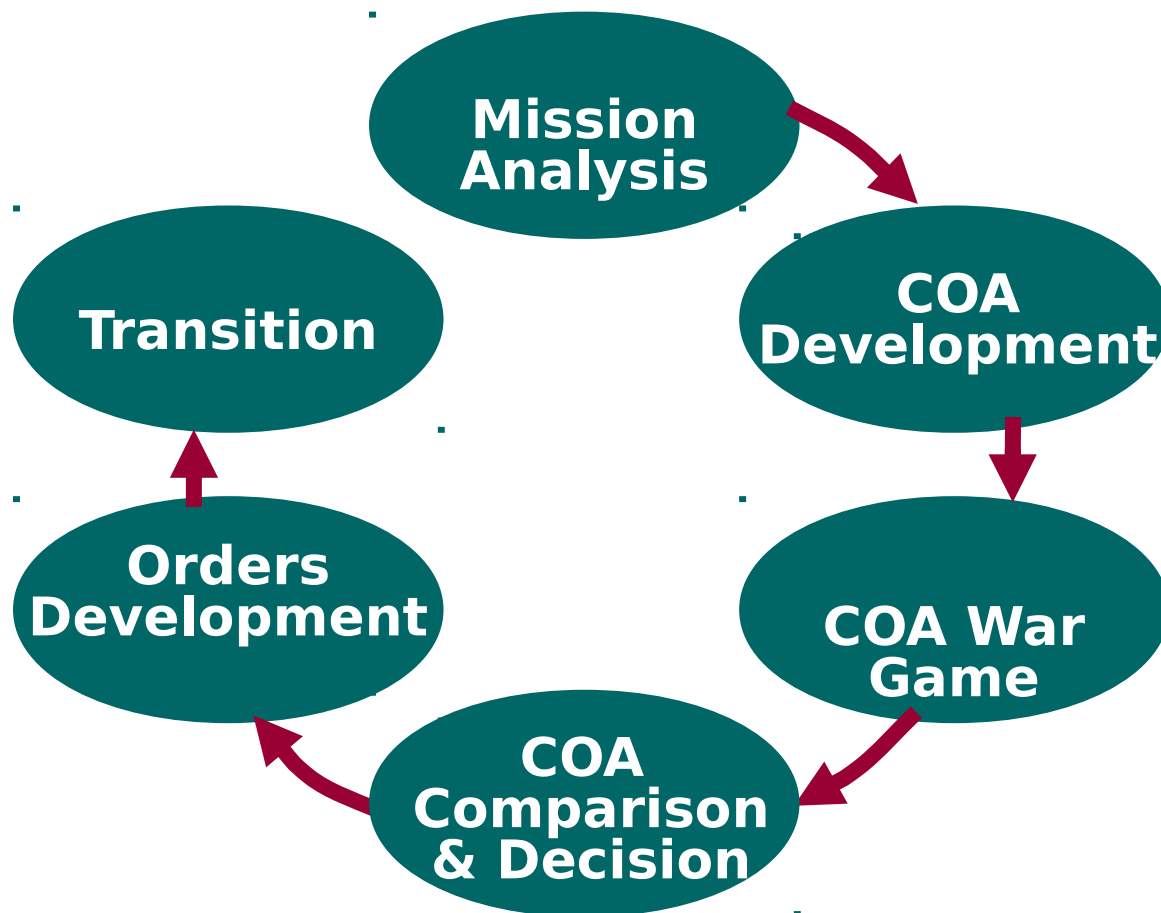 Mission
Analysis
COA
Development
COA War
Game
COA
Comparison
& Decision
Orders
Development
Transition